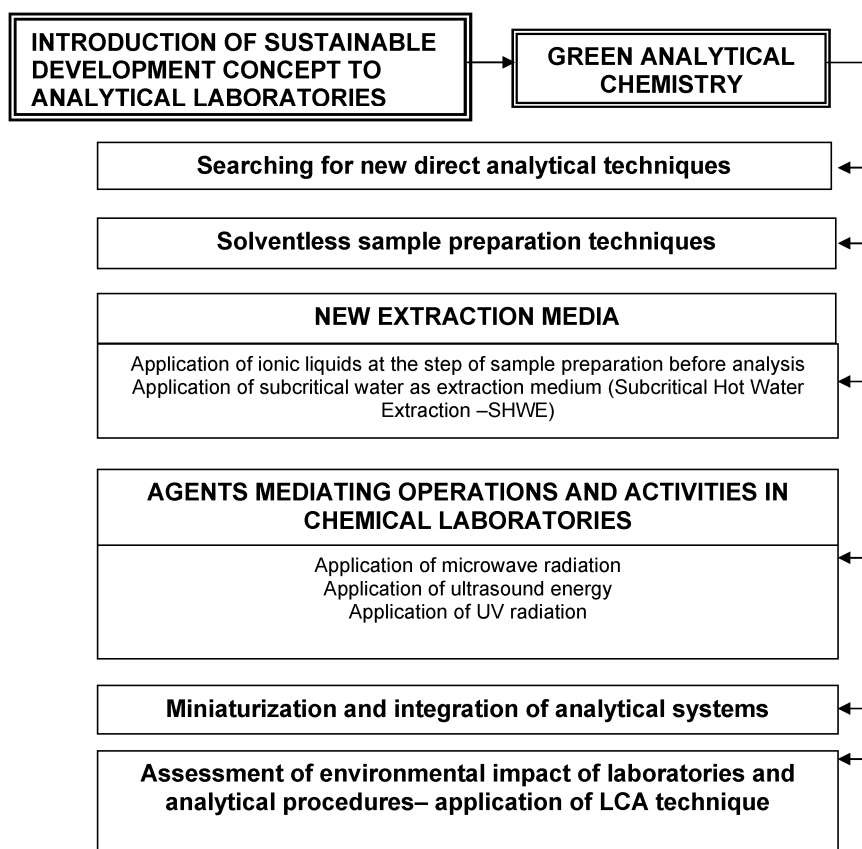 INTRODUCTION OF SUSTAINABLE
DEVELOPMENT CONCEPT TO
ANALYTICAL LABORATORIES
GREEN ANALYTICAL
CHEMISTRY
Searching for new direct analytical techniques
Solventless sample preparation techniques
NEW EXTRACTION MEDIA
Application of ionic liquids at the step of sample preparation before analysis
Application of subcritical water as extraction medium (Subcritical Hot Water
Extraction –SHWE)
AGENTS MEDIATING OPERATIONS AND ACTIVITIES IN
CHEMICAL LABORATORIES
Application of microwave radiation
Application of ultrasound energy
Application of UV radiation
Miniaturization and integration of analytical systems
Assessment of environmental impact of laboratories and
analytical procedures– application of LCA technique